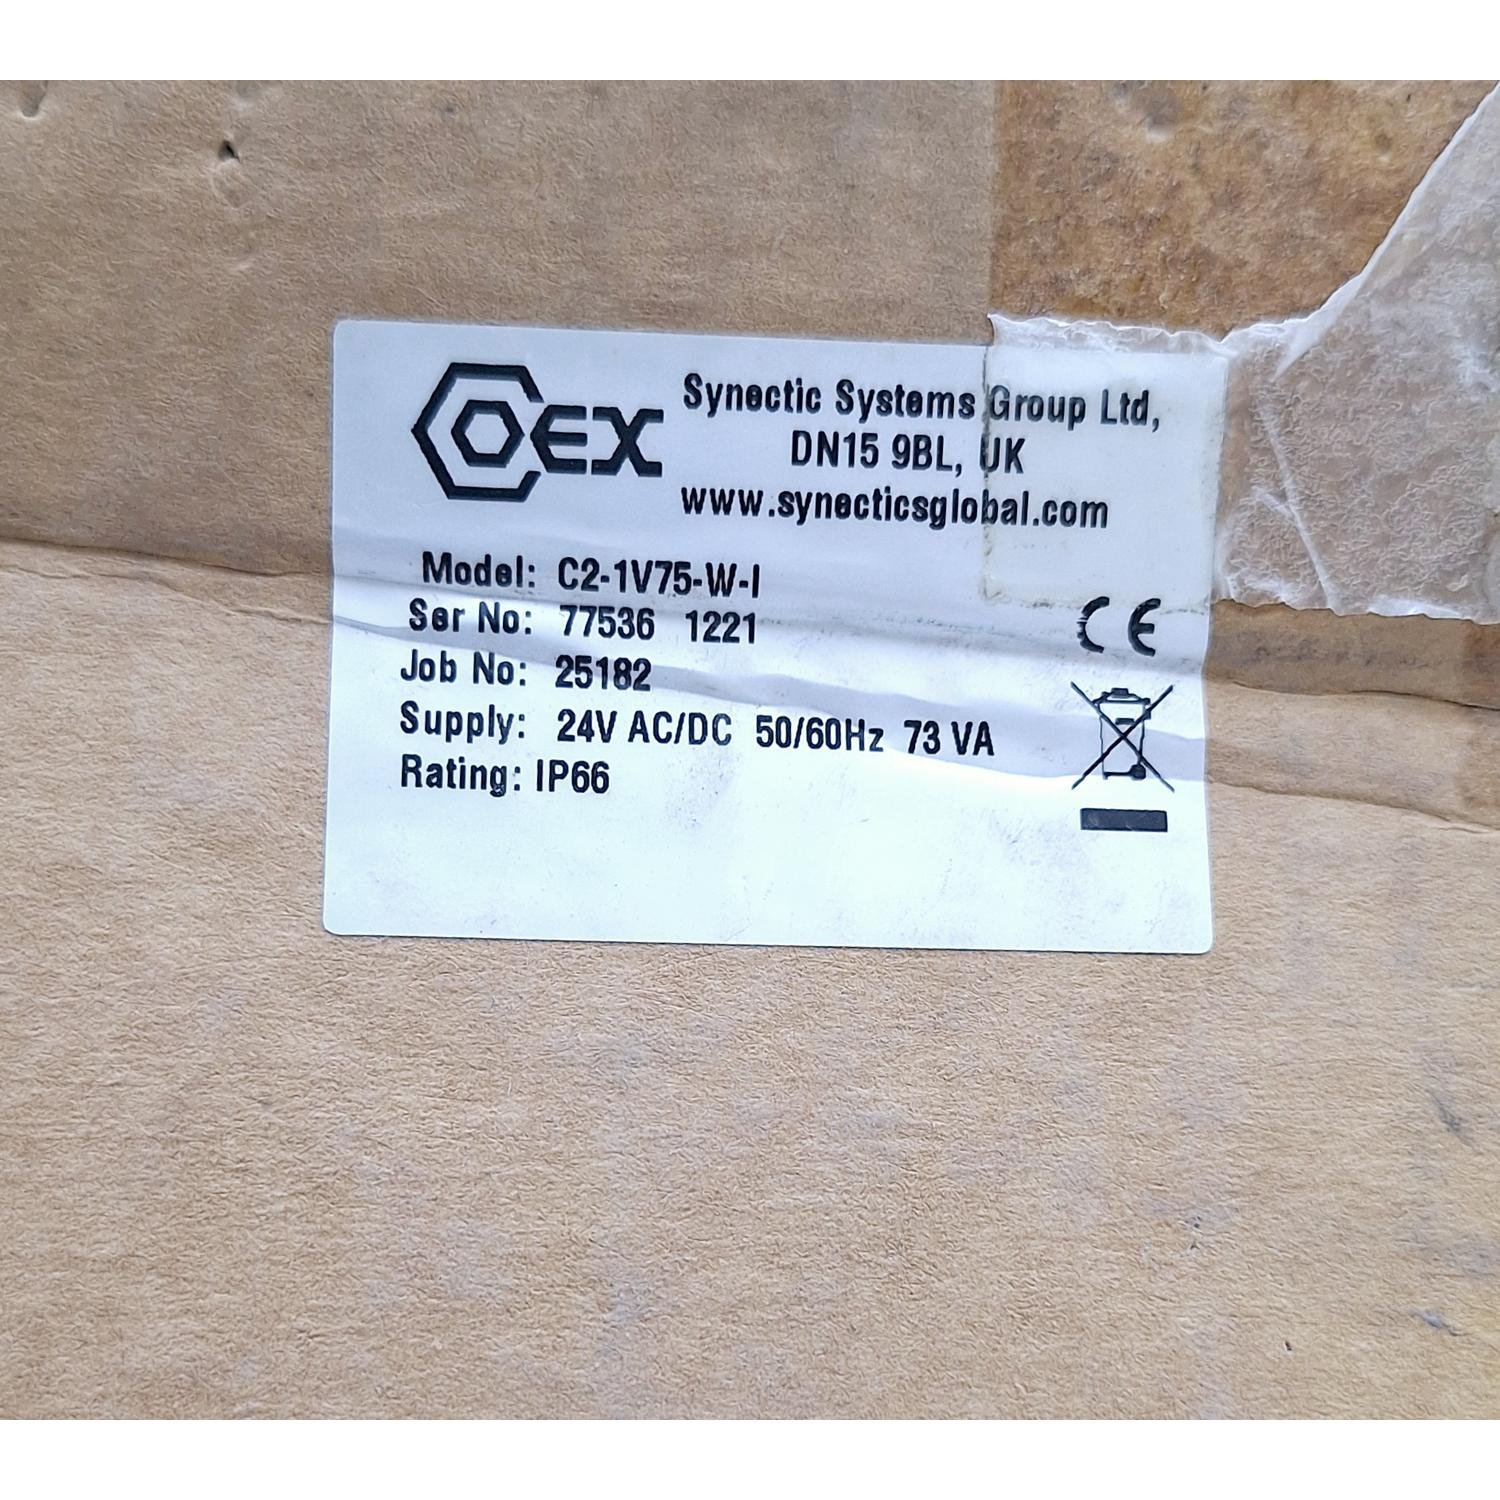 COEX
Synectic Systems Group Ltd,
DN15 9BL, UK
www.synecticsglobal.com
Model: C2-1V75-W-I
Ser No: 77536 1221
Job No: 25182
Supply: 24V AC/DC 50/60Hz 73 VA
Rating: IP66
CE